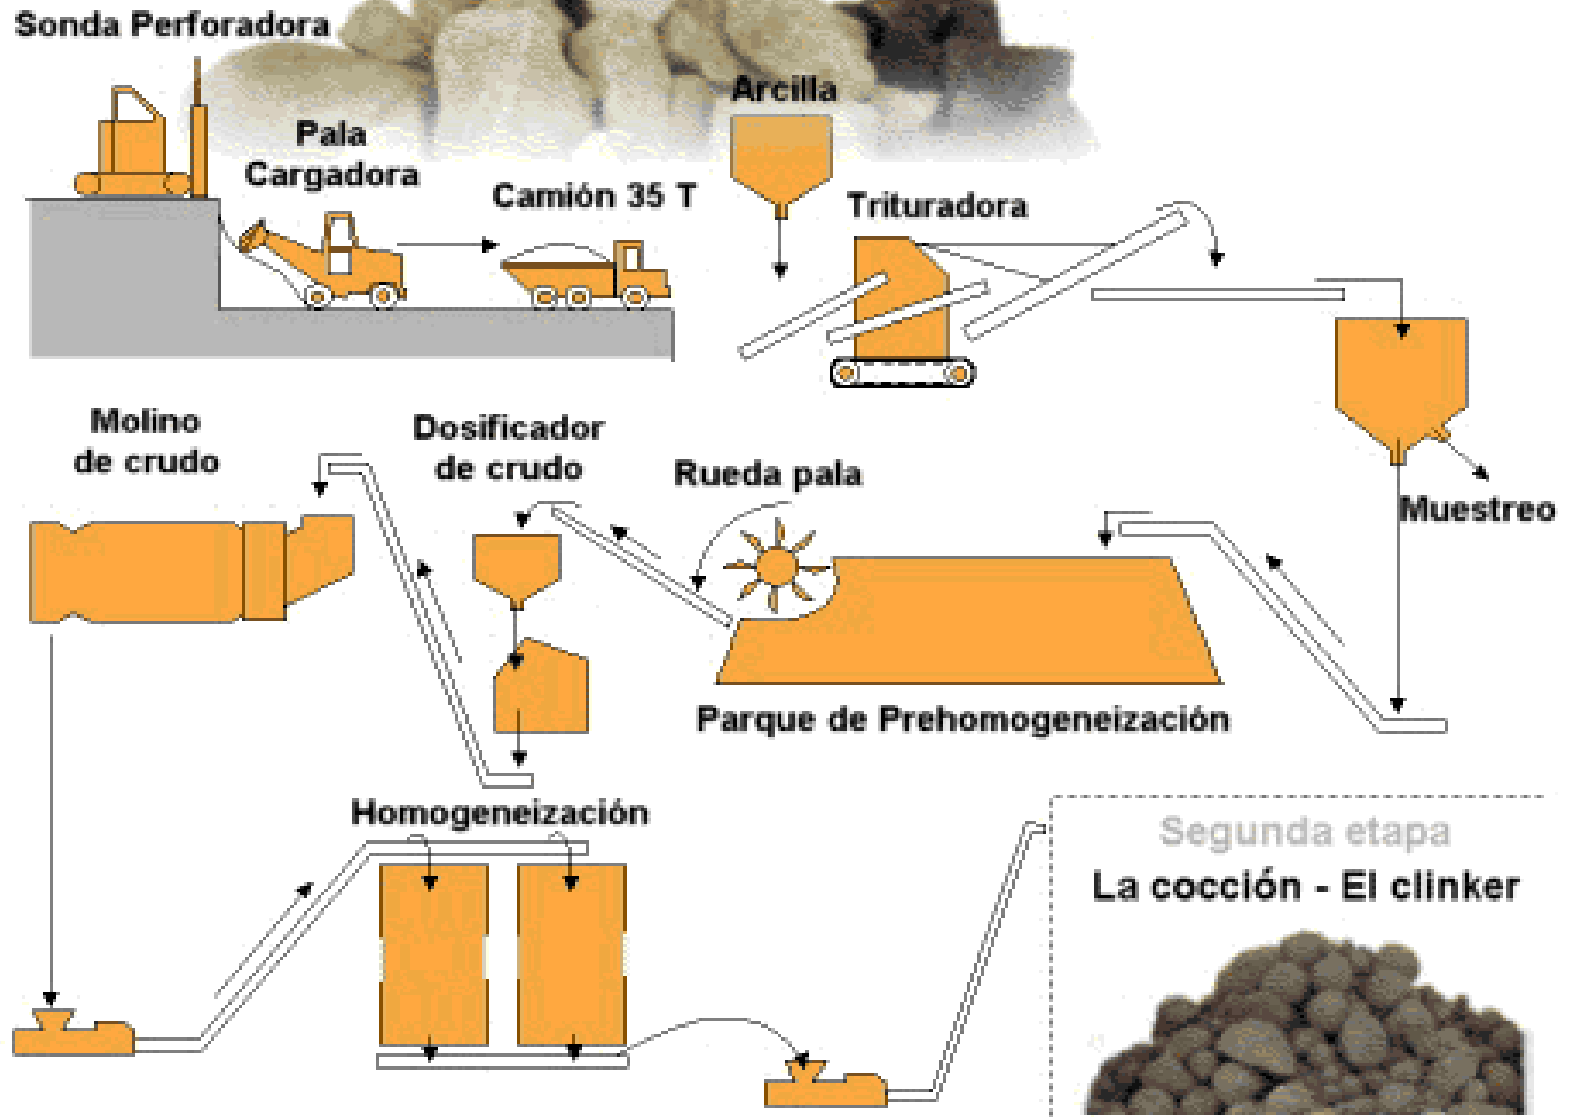 Sonda Perforadora
Arcilla
Pala
Cargadora
Camión 35 T
Trituradora
Molino
de crudo
Dosificador
de crudo
Rueda pala
Muestreo
Parque de Prehomogeneización
Homogeneización
Segunda etapa
La cocción - El clinker